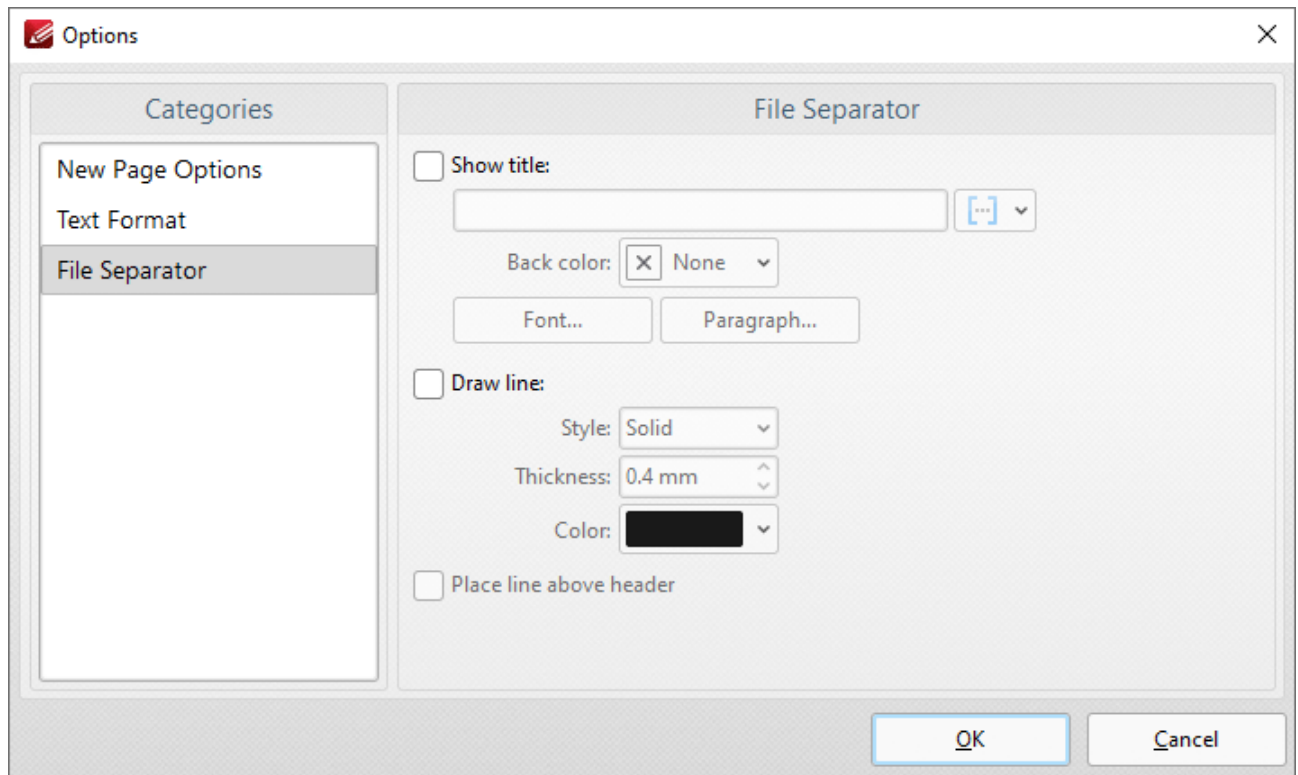 Options
Categories
New Page Options
Text Format
File Separator
File Separator
Show title:
Back color: None
Font... Paragraph...
Draw line:
Style: Solid
Thickness: 0.4 mm
Color:
Place line above header
OK Cancel